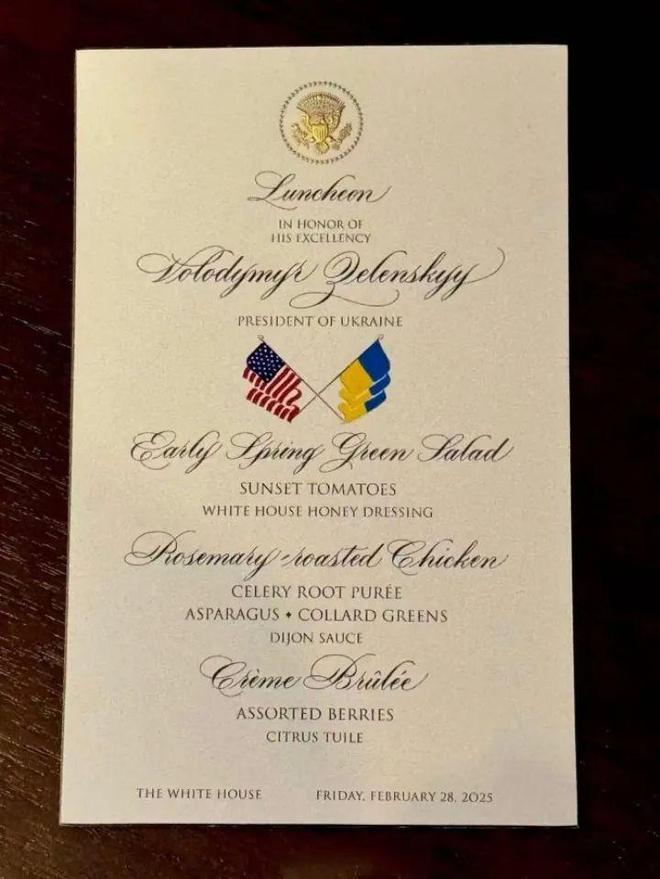 Luncheon
IN HONOR OF
HIS EXCELLENCY
Volodymyr Zelenskyy
PRESIDENT OF UKRAINE
Early Spring Green Salad
SUNSET TOMATOES
WHITE HOUSE HONEY DRESSING
Rosemary-roasted Chicken
CELERY ROOT PURÉE
ASPARAGUS ♦ COLLARD GREENS
DIJON SAUCE
Crème Brûlée
ASSORTED BERRIES
CITRUS TUILE
THE WHITE HOUSE FRIDAY, FEBRUARY 28, 2025